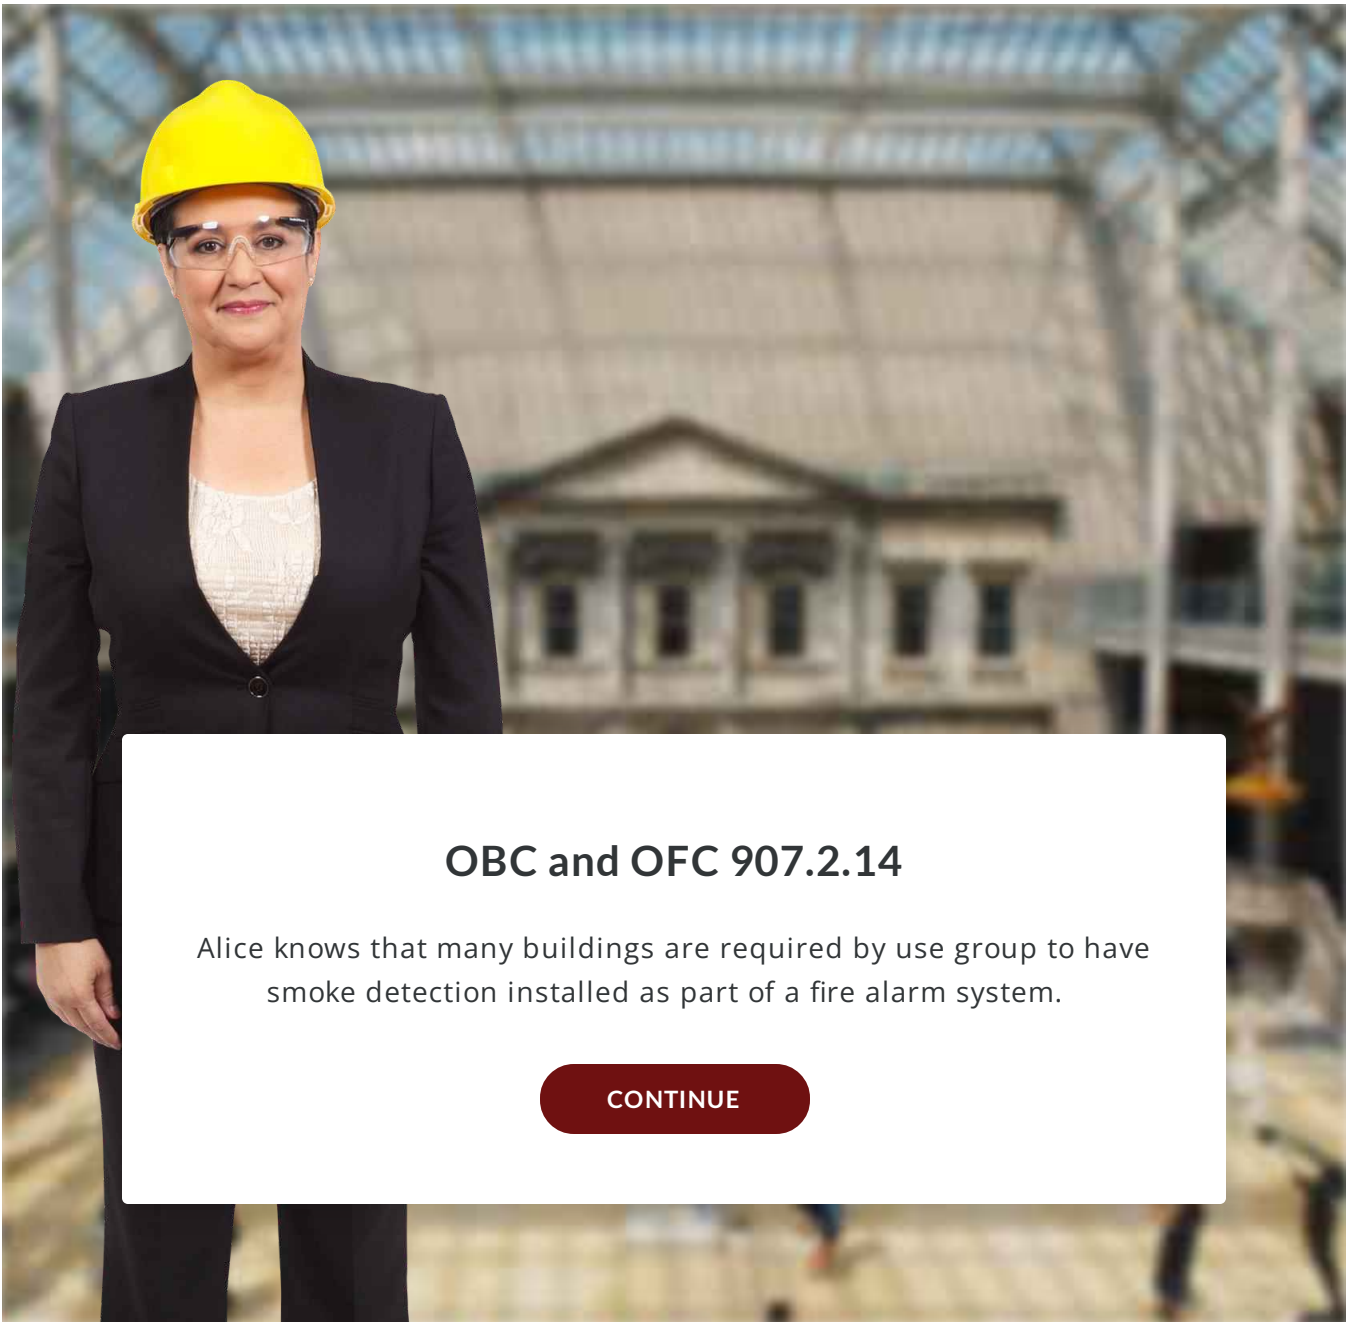 OBC and OFC 907.2.14
Alice knows that many buildings are required by use group to have
smoke detection installed as part of a fire alarm system.
CONTINUE